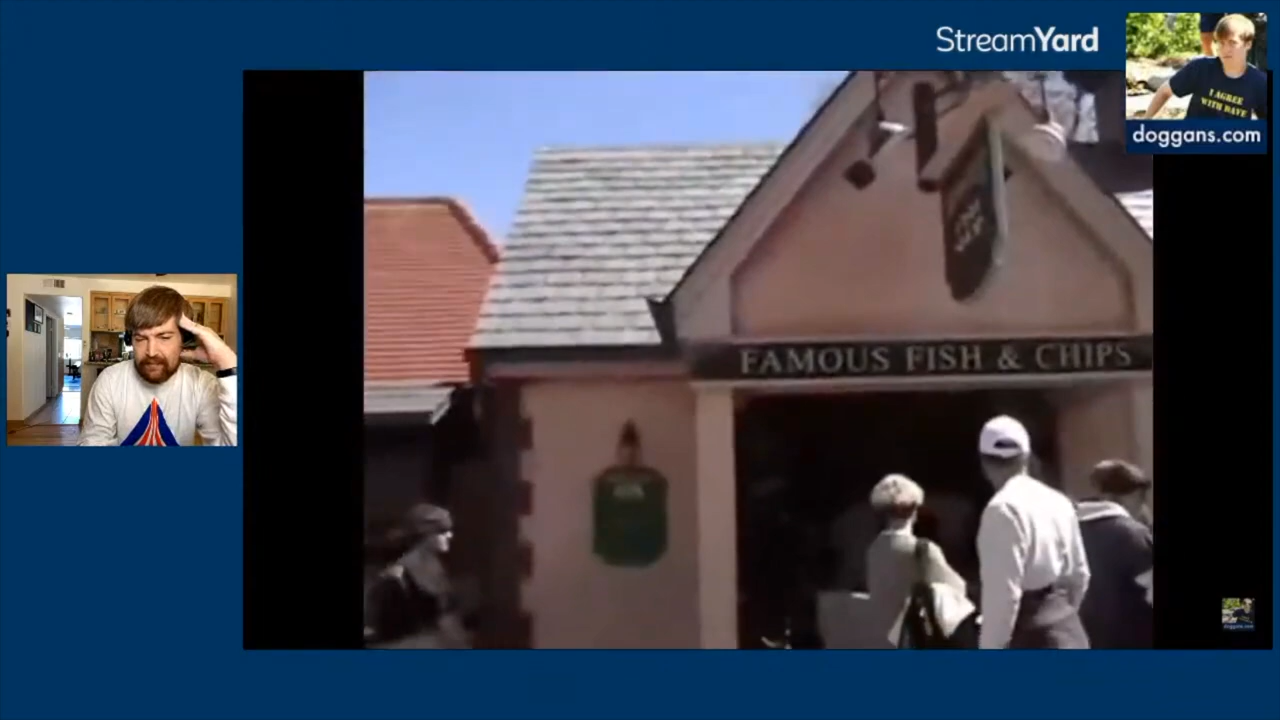 StreamYard
I AGREE
WITH DAVE
doggans.com
FAMOUS FISH & CHIPS